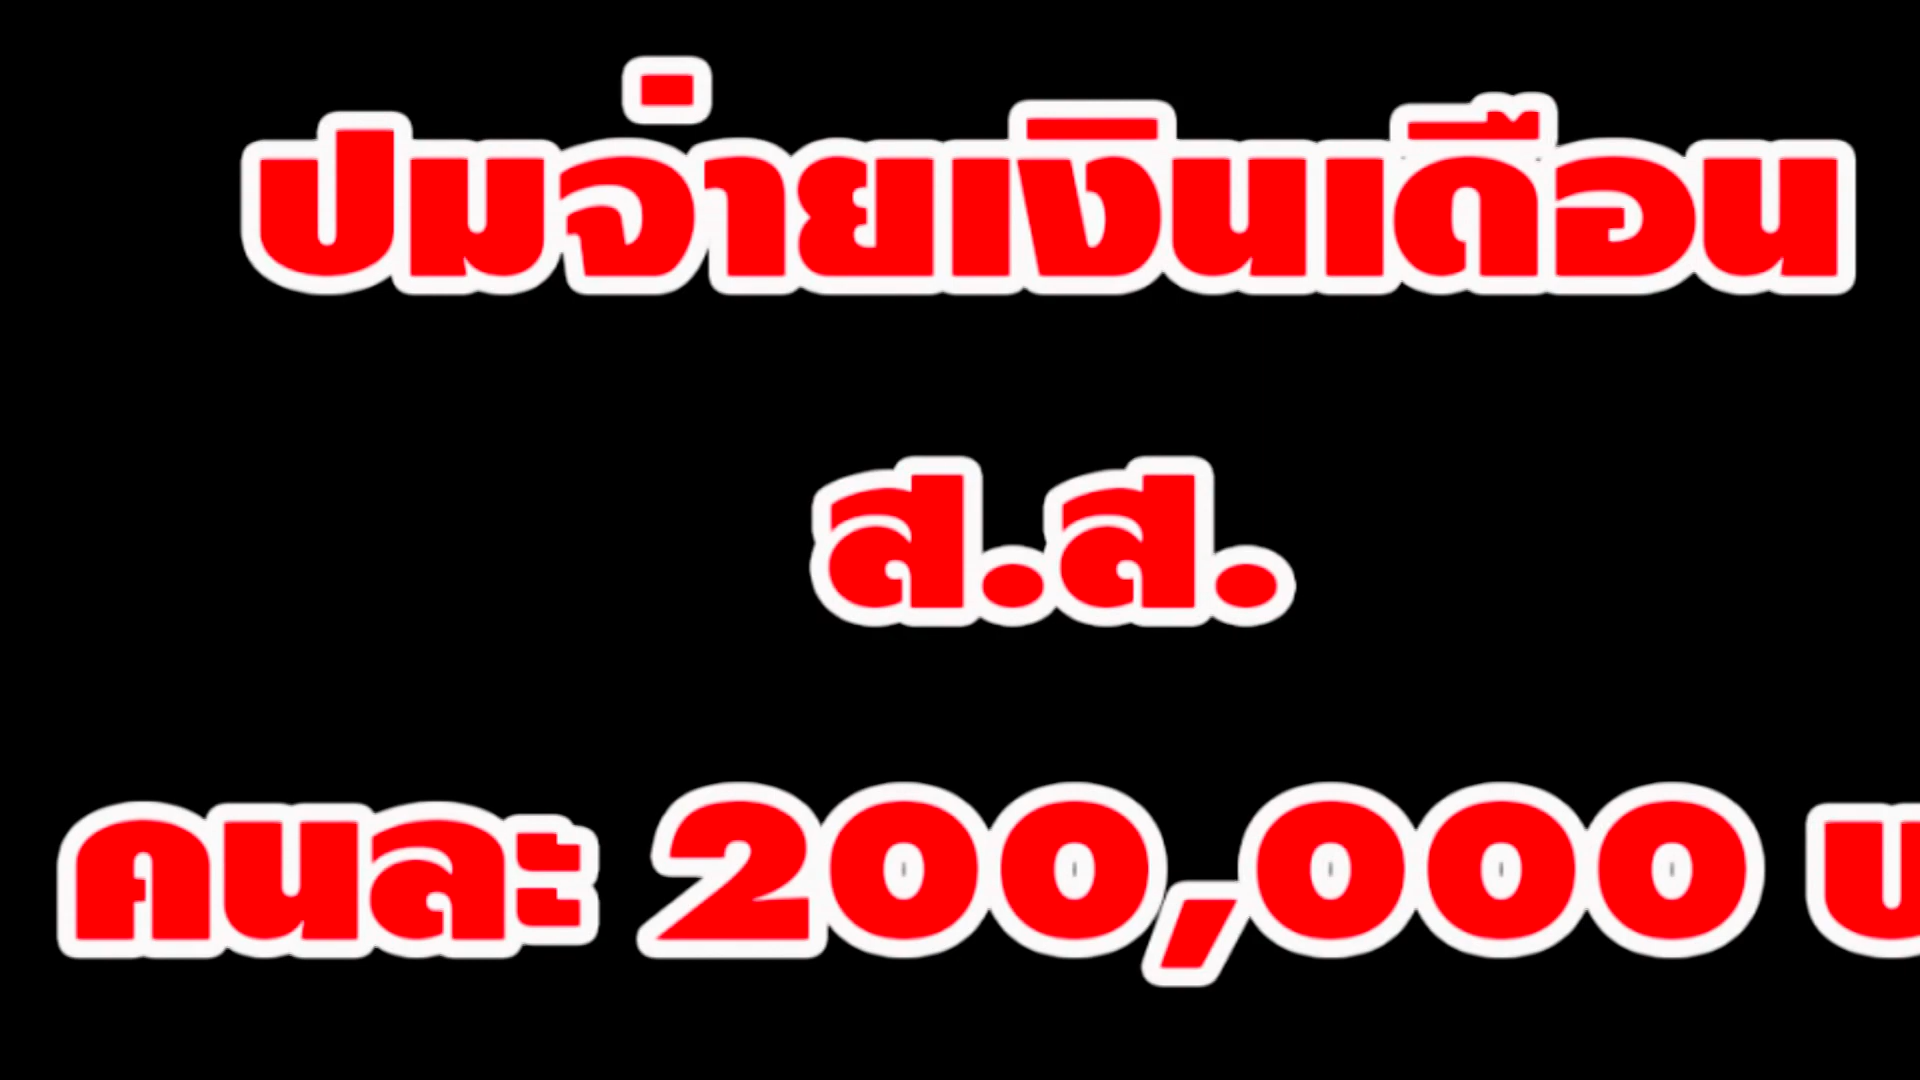 ปมจ่ายเงินเดือน
ส.ส.
คนละ 200,000